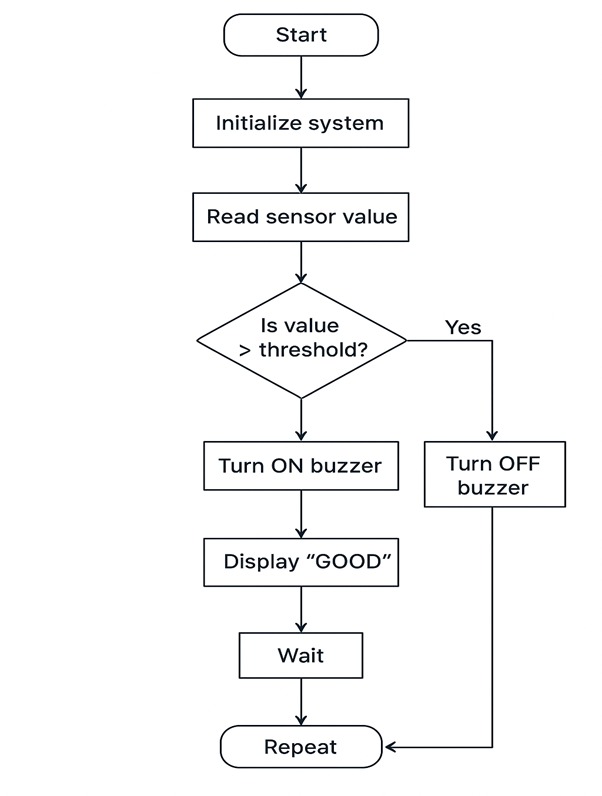 Start
Initialize system
Read sensor value
Is value
> threshold?
Yes
Turn ON buzzer
Turn OFF
buzzer
Display “GOOD”
Wait
Repeat